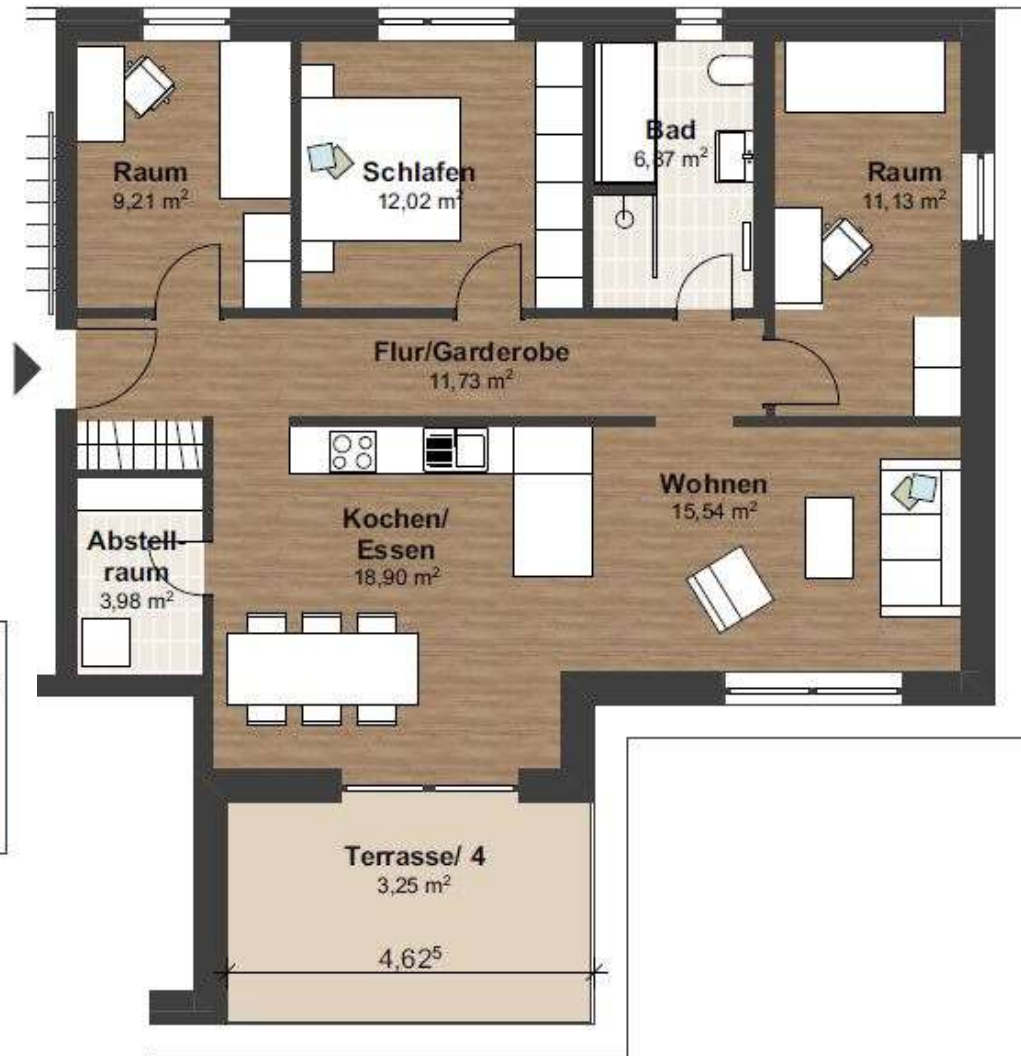 Raum
9,21 m²
Schlafen
12,02 m²
Bad
6,87 m²
Raum
11,13 m²
Flur/Garderobe
11,73 m²
Abstell-
raum
3,98 m²
Kochen/
Essen
18,90 m²
Wohnen
15,54 m²
Terrasse/ 4
3,25 m²
4,62⁵